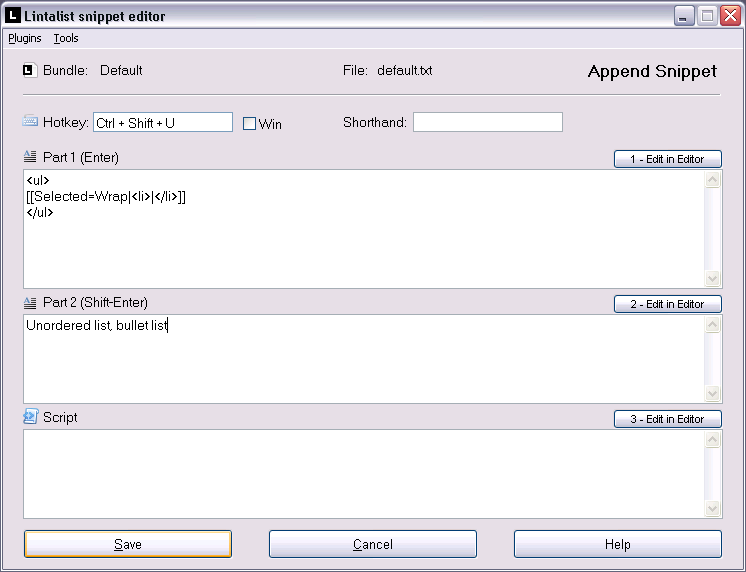 L Lintalist snippet editor
Plugins Tools
L Bundle: Default File: default.txt Append Snippet
Hotkey: Ctrl + Shift + U Win Shorthand:
Part 1 (Enter) 1 - Edit in Editor
<ul>
[[Selected=Wrap|<li>|</li>]]
</ul>
Part 2 (Shift-Enter) 2 - Edit in Editor
Unordered list, bullet list
Script 3 - Edit in Editor
Save Cancel Help